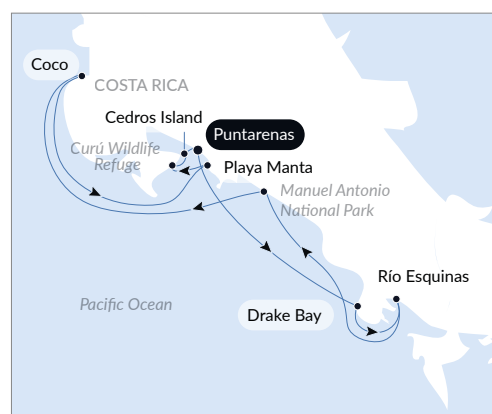 Coco
COSTA RICA
Cedros Island
Puntarenas
Curú Wildlife
Refuge
Playa Manta
Manuel Antonio
National Park
Río Esquinas
Pacific Ocean
Drake Bay